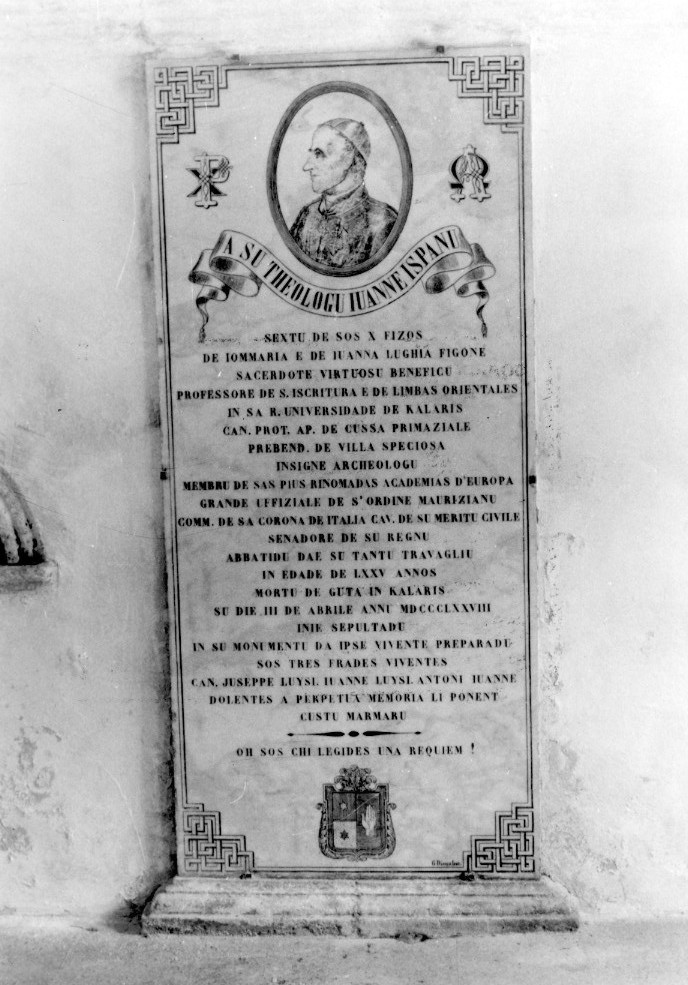 A SU THEOLOGU IUANNE ISPANU
SEXTU DE SOS X FIZOS
DE IOMMARIA E DE IUANNA LUGHIA FIGONE
SACERDOTE VIRTUOSU BENEFICU
PROFESSORE DE S. ISCRITURA E DE LIMBAS ORIENTALES
IN SA R. UNIVERSIDADE DE KALARIS
CAN. PROT. AP. DE CUSSA PRIMAZIALE
PREBEND. DE VILLA SPECIOSA
INSIGNE ARCHEOLOGU
MEMBRU DE SAS PIUS RINOMADAS ACADEMIAS D'EUROPA
GRANDE UFFIZIALE DE S'ORDINE MAURIZIANU
COMM. DE SA CORONA DE ITALIA CAV. DE SU MERITU CIVILE
SENADORE DE SU REGNU
ABBATIDU DAE SU TANTU TRAVAGLIU
IN EDADE DE LXXV ANNOS
MORTU DE GUTA IN KALARIS
SU DIE III DE ABRILE ANNU MDCCCLXXVIII
INIE SEPULTADU
IN SU MONUMENTU DA IPSE VIVENTE PREPARADU
SOS TRES FRADES VIVENTES
CAN. JUSEPPE LUYSI. IUANNE LUYSI. ANTONI IUANNE
DOLENTES A PERPETUA MEMORIA LI PONENT
CUSTU MARMARU
OH SOS CHI LEGIDES UNA REQUIEM !